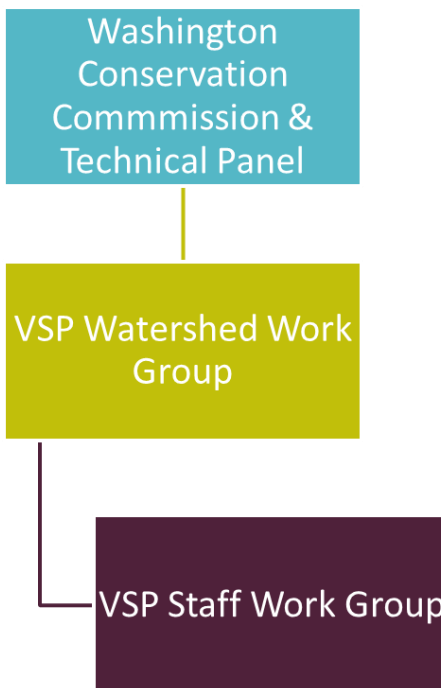 Washington
Conservation
Commmission &
Technical Panel
VSP Watershed Work
Group
VSP Staff Work Group